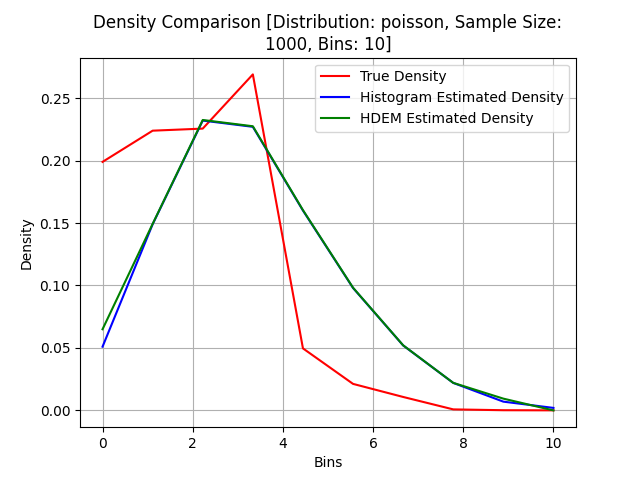 Density Comparison [Distribution: poisson, Sample Size:
1000, Bins: 10]
True Density
Histogram Estimated Density
HDEM Estimated Density
Density
0.25
0.20
0.15
0.10
0.05
0.00
0
2
4
6
8
10
Bins